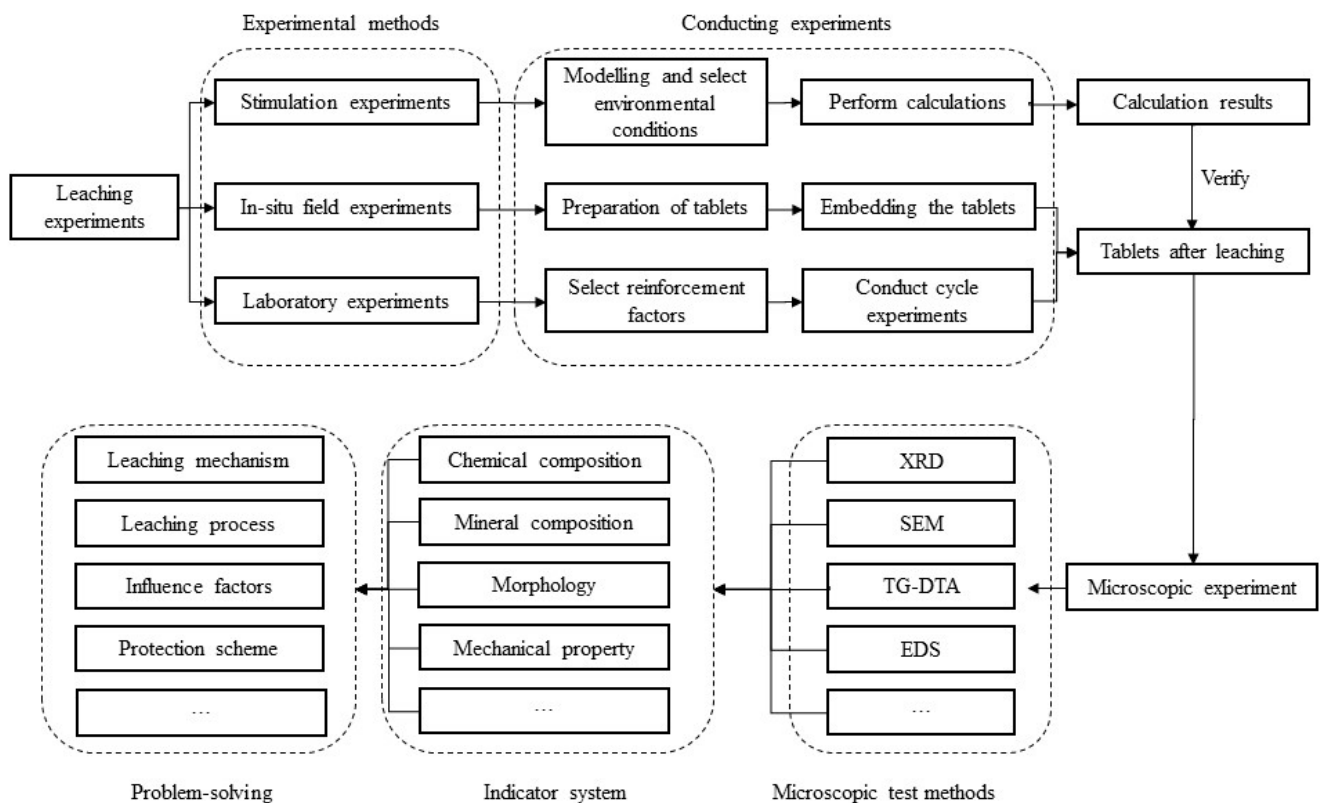 Experimental methods
Conducting experiments
Stimulation experiments
Modelling and select
environmental
conditions
Perform calculations
Calculation results
Verify
Leaching
experiments
In-situ field experiments
Preparation of tablets
Embedding the tablets
Tablets after leaching
Laboratory experiments
Select reinforcement
factors
Conduct cycle
experiments
Leaching mechanism
Chemical composition
XRD
Leaching process
Mineral composition
SEM
Influence factors
Morphology
TG-DTA
Microscopic experiment
Protection scheme
Mechanical property
EDS
...
...
...
Problem-solving
Indicator system
Microscopic test methods